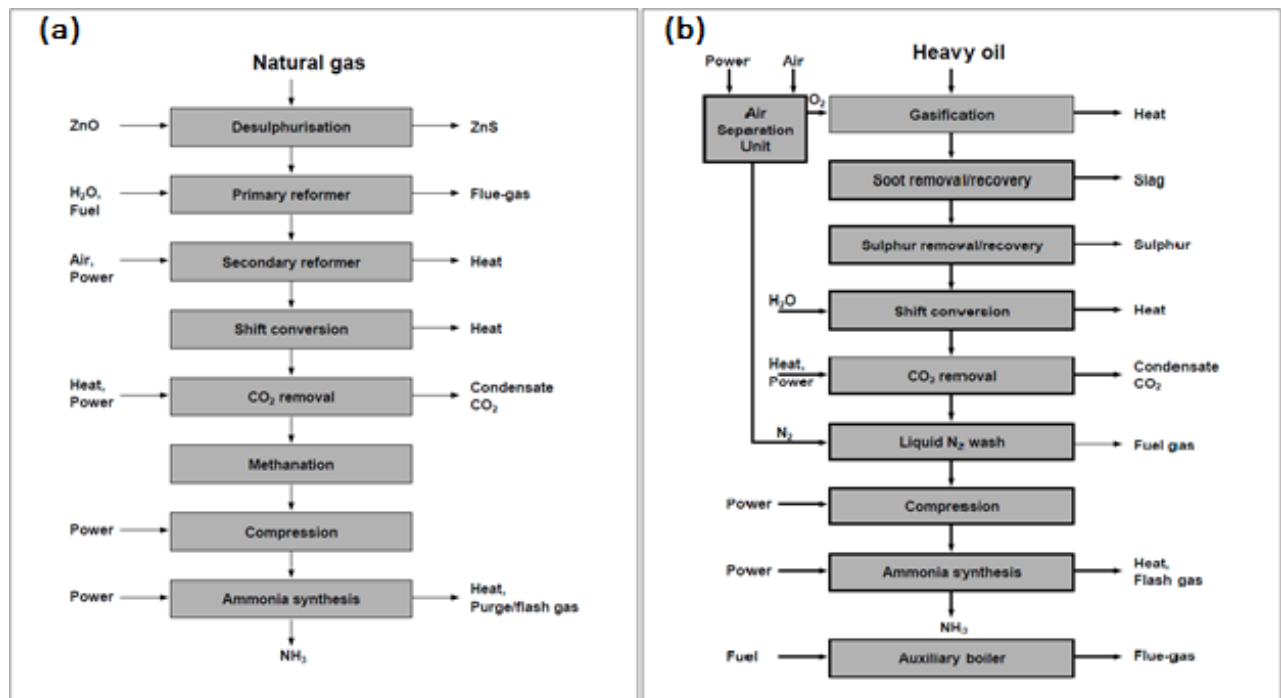 (a)
Natural gas
ZnO
Desulphurisation
ZnS
H₂O,
Fuel
Primary reformer
Flue-gas
Air,
Power
Secondary reformer
Heat
Shift conversion
Heat
Heat,
Power
CO₂ removal
Condensate
CO₂
Methanation
Power
Compression
Power
Ammonia synthesis
Heat,
Purge/flash gas
NH₃
(b)
Heavy oil
Power
Air
Air
Separation
Unit
O₂
Gasification
Heat
Soot removal/recovery
Slag
Sulphur removal/recovery
Sulphur
H₂O
Shift conversion
Heat
Heat,
Power
CO₂ removal
Condensate
CO₂
N₂
Liquid N₂ wash
Fuel gas
Power
Compression
Power
Ammonia synthesis
Heat,
Flash gas
NH₃
Fuel
Auxiliary boiler
Flue-gas